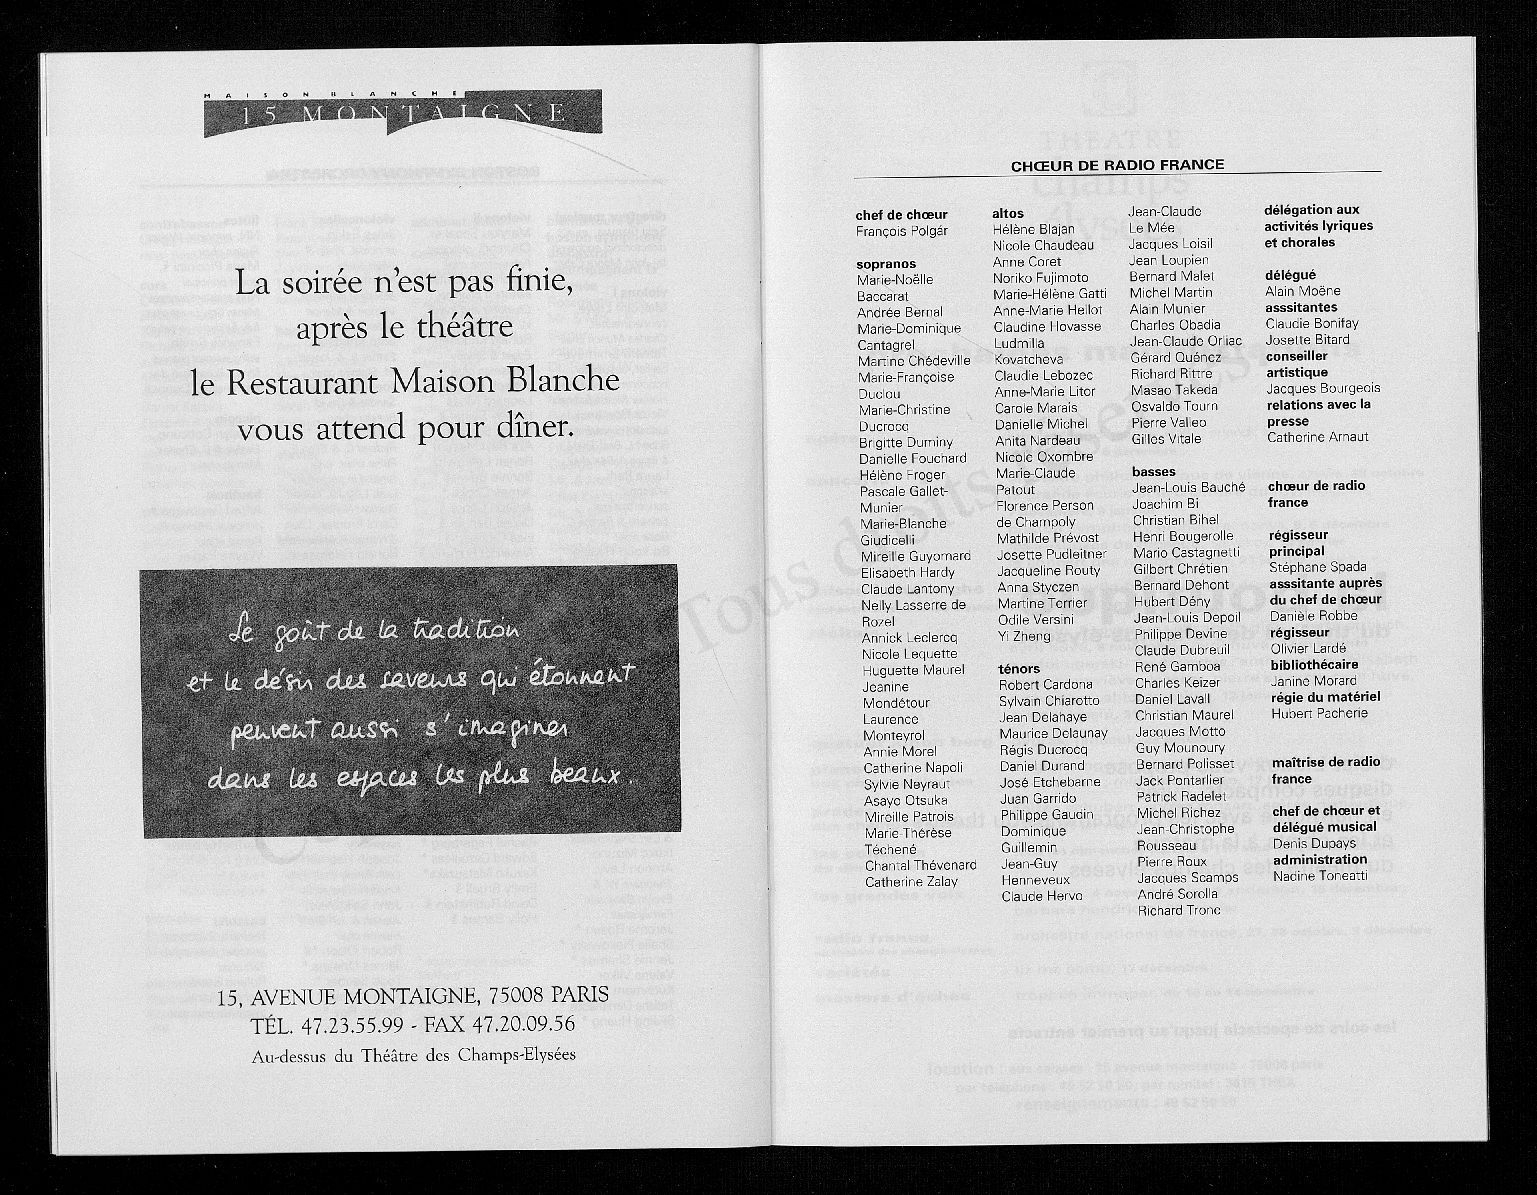 MAISON BLANCHE
15 MONTAIGNE
La soirée n'est pas finie,
après le théâtre
le Restaurant Maison Blanche
vous attend pour dîner.
Le goût de la tradition
et le désir des saveurs qui étonnent
peuvent aussi s'imaginer
dans les espaces les plus beaux.
15, AVENUE MONTAIGNE, 75008 PARIS
TÉL. 47.23.55.99 - FAX 47.20.09.56
Au-dessus du Théâtre des Champs-Elysées
CHŒUR DE RADIO FRANCE
chef de chœur
François Polgár
sopranos
Marie-Noëlle
Baccarat
Andrée Bernal
Marie-Dominique
Cantagrel
Martine Chédeville
Marie-Françoise
Duclou
Marie-Christine
Ducrocq
Brigitte Duminy
Danielle Fouchard
Hélène Froger
Pascale Gallet-
Munier
Marie-Blanche
Giudicelli
Mireille Guyomard
Elisabeth Hardy
Claude Lantony
Nelly Lasserre de
Rozel
Annick Leclercq
Nicole Lequette
Huguette Maurel
Jeanine
Mondétour
Laurence
Monteyrol
Annie Morel
Catherine Napoli
Sylvie Neyraut
Asayo Otsuka
Mireille Patrois
Marie-Thérèse
Téchené
Chantal Thévenard
Catherine Zalay
altos
Hélène Blajan
Nicole Chaudeau
Anne Coret
Noriko Fujimoto
Marie-Hélène Gatti
Anne-Marie Hellot
Claudine Hovasse
Ludmilla
Kovatcheva
Claudie Lebozec
Anne-Marie Litor
Carole Marais
Danielle Michel
Anita Nardeau
Nicole Oxombre
Marie-Claude
Patout
Florence Person
de Champoly
Mathilde Prévost
Josette Pudleitner
Jacqueline Routy
Anna Styczen
Martine Terrier
Odile Versini
Yi Zheng
ténors
Robert Cardona
Sylvain Chiarotto
Jean Delahaye
Maurice Delaunay
Régis Ducrocq
Daniel Durand
José Etchebarne
Juan Garrido
Philippe Gaudin
Dominique
Guillemin
Jean-Guy
Henneveux
Claude Hervo
Jean-Claude
Le Mée
Jacques Loisil
Jean Loupien
Bernard Malet
Michel Martin
Alain Munier
Charles Obadia
Jean-Claude Orliac
Gérard Quénez
Richard Rittre
Masao Takeda
Osvaldo Tourn
Pierre Valleo
Gilles Vitale
basses
Jean-Louis Bauché
Joachim Bi
Christian Bihel
Henri Bougerolle
Mario Castagnetti
Gilbert Chrétien
Bernard Dehont
Hubert Dény
Jean-Louis Depoil
Philippe Devine
Claude Dubreuil
René Gamboa
Charles Keizer
Daniel Lavall
Christian Maurel
Jacques Motto
Guy Mounoury
Bernard Polisset
Jack Pontarlier
Patrick Radelet
Michel Richez
Jean-Christophe
Rousseau
Pierre Roux
Jacques Scamps
André Sorolla
Richard Tronc
délégation aux
activités lyriques
et chorales
délégué
Alain Moëne
asssitantes
Claudie Bonifay
Josette Bitard
conseiller
artistique
Jacques Bourgeois
relations avec la
presse
Catherine Arnaut
chœur de radio
france
régisseur
principal
Stéphane Spada
asssitante auprès
du chef de chœur
Danièle Robbe
régisseur
Olivier Lardé
bibliothécaire
Janine Morard
régie du matériel
Hubert Pacherie
maîtrise de radio
france
chef de chœur et
délégué musical
Denis Dupays
administration
Nadine Toneatti
Tous droits